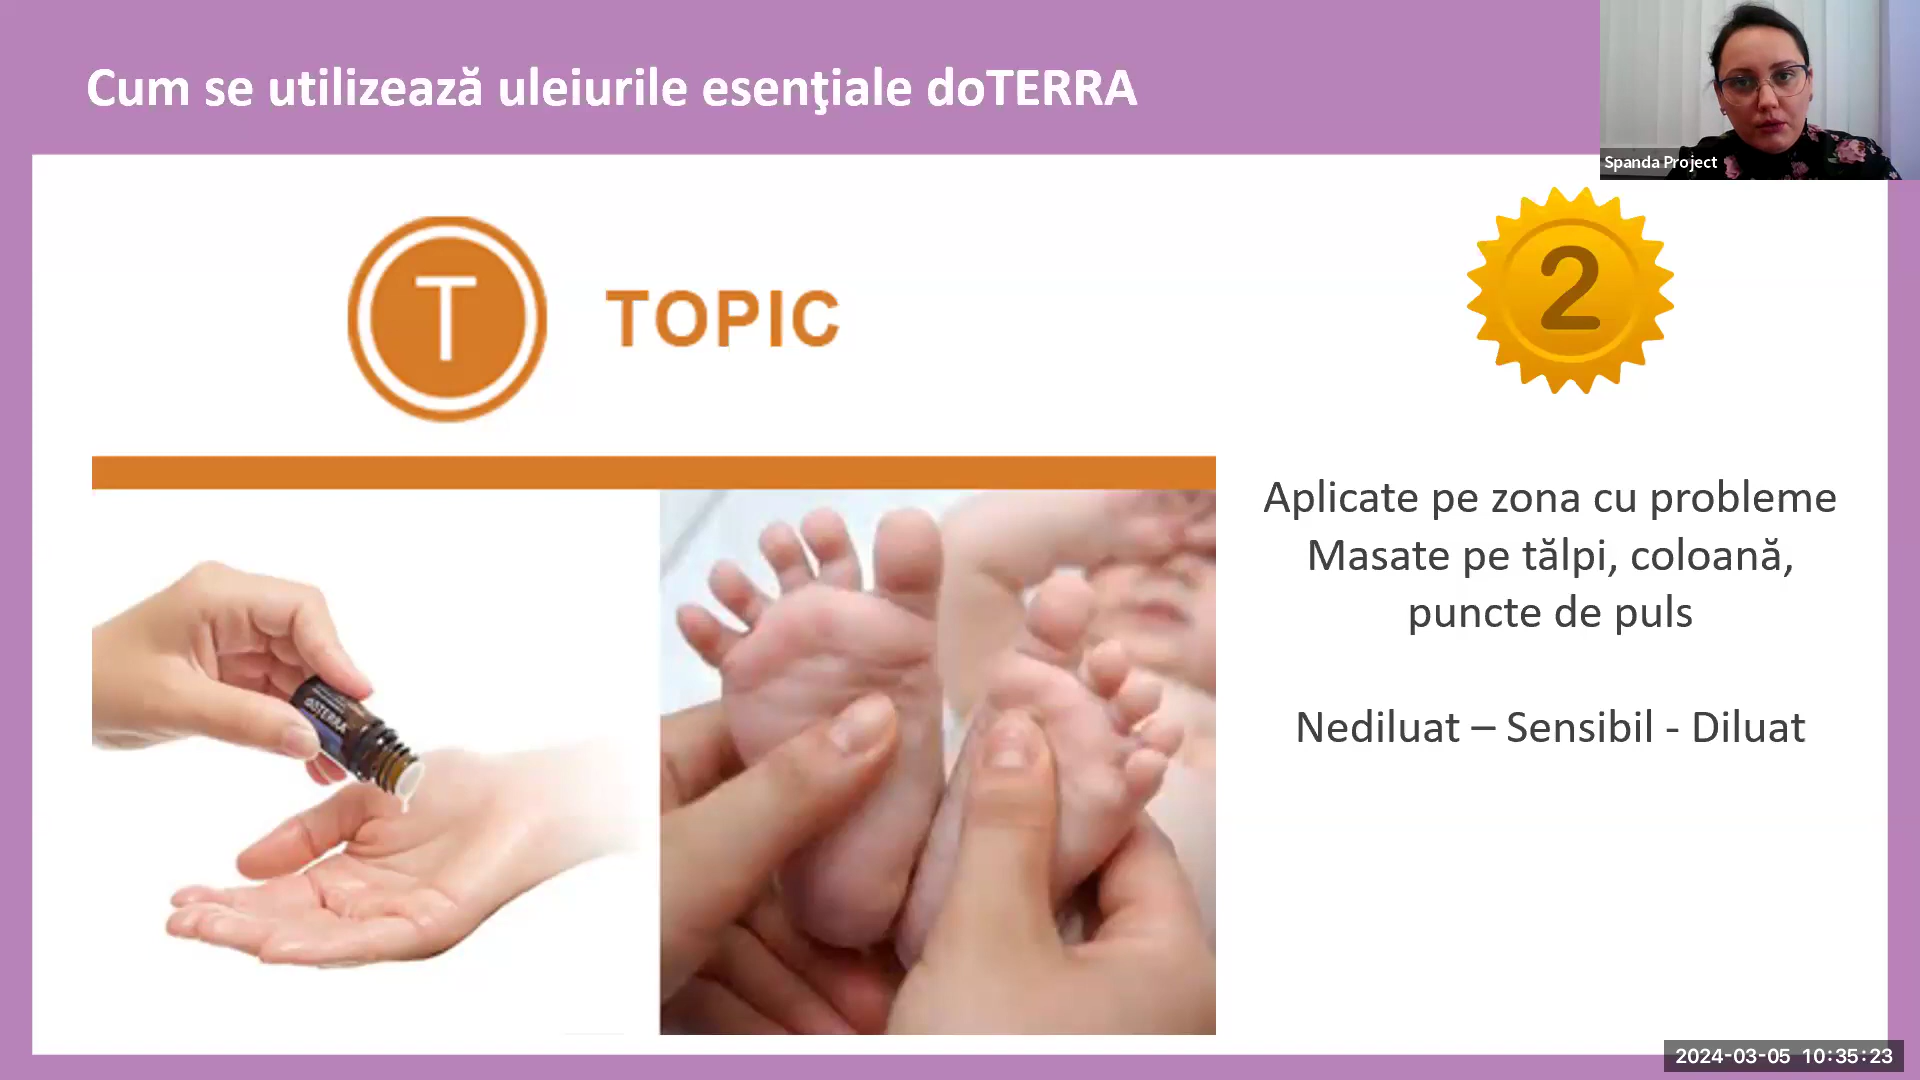 Cum se utilizează uleiurile esenţiale doTERRA
Spanda Project
T
TOPIC
2
Aplicate pe zona cu probleme
Masate pe tălpi, coloană,
puncte de puls
Nediluat – Sensibil - Diluat
dōTERRA
2024-03-05 10:35:23